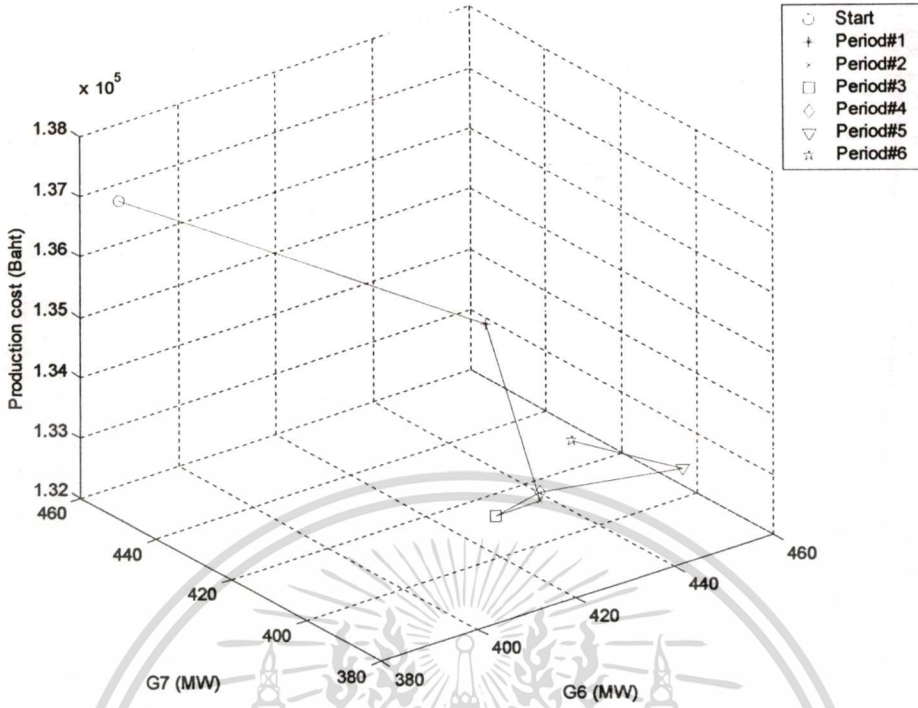 Start
Period#1
Period#2
Period#3
Period#4
Period#5
Period#6
x 10^5
1.38
1.37
1.36
1.35
1.34
1.33
1.32
Production cost (Baht)
460
440
420
400
380
G7 (MW)
380
400
420
440
460
G6 (MW)